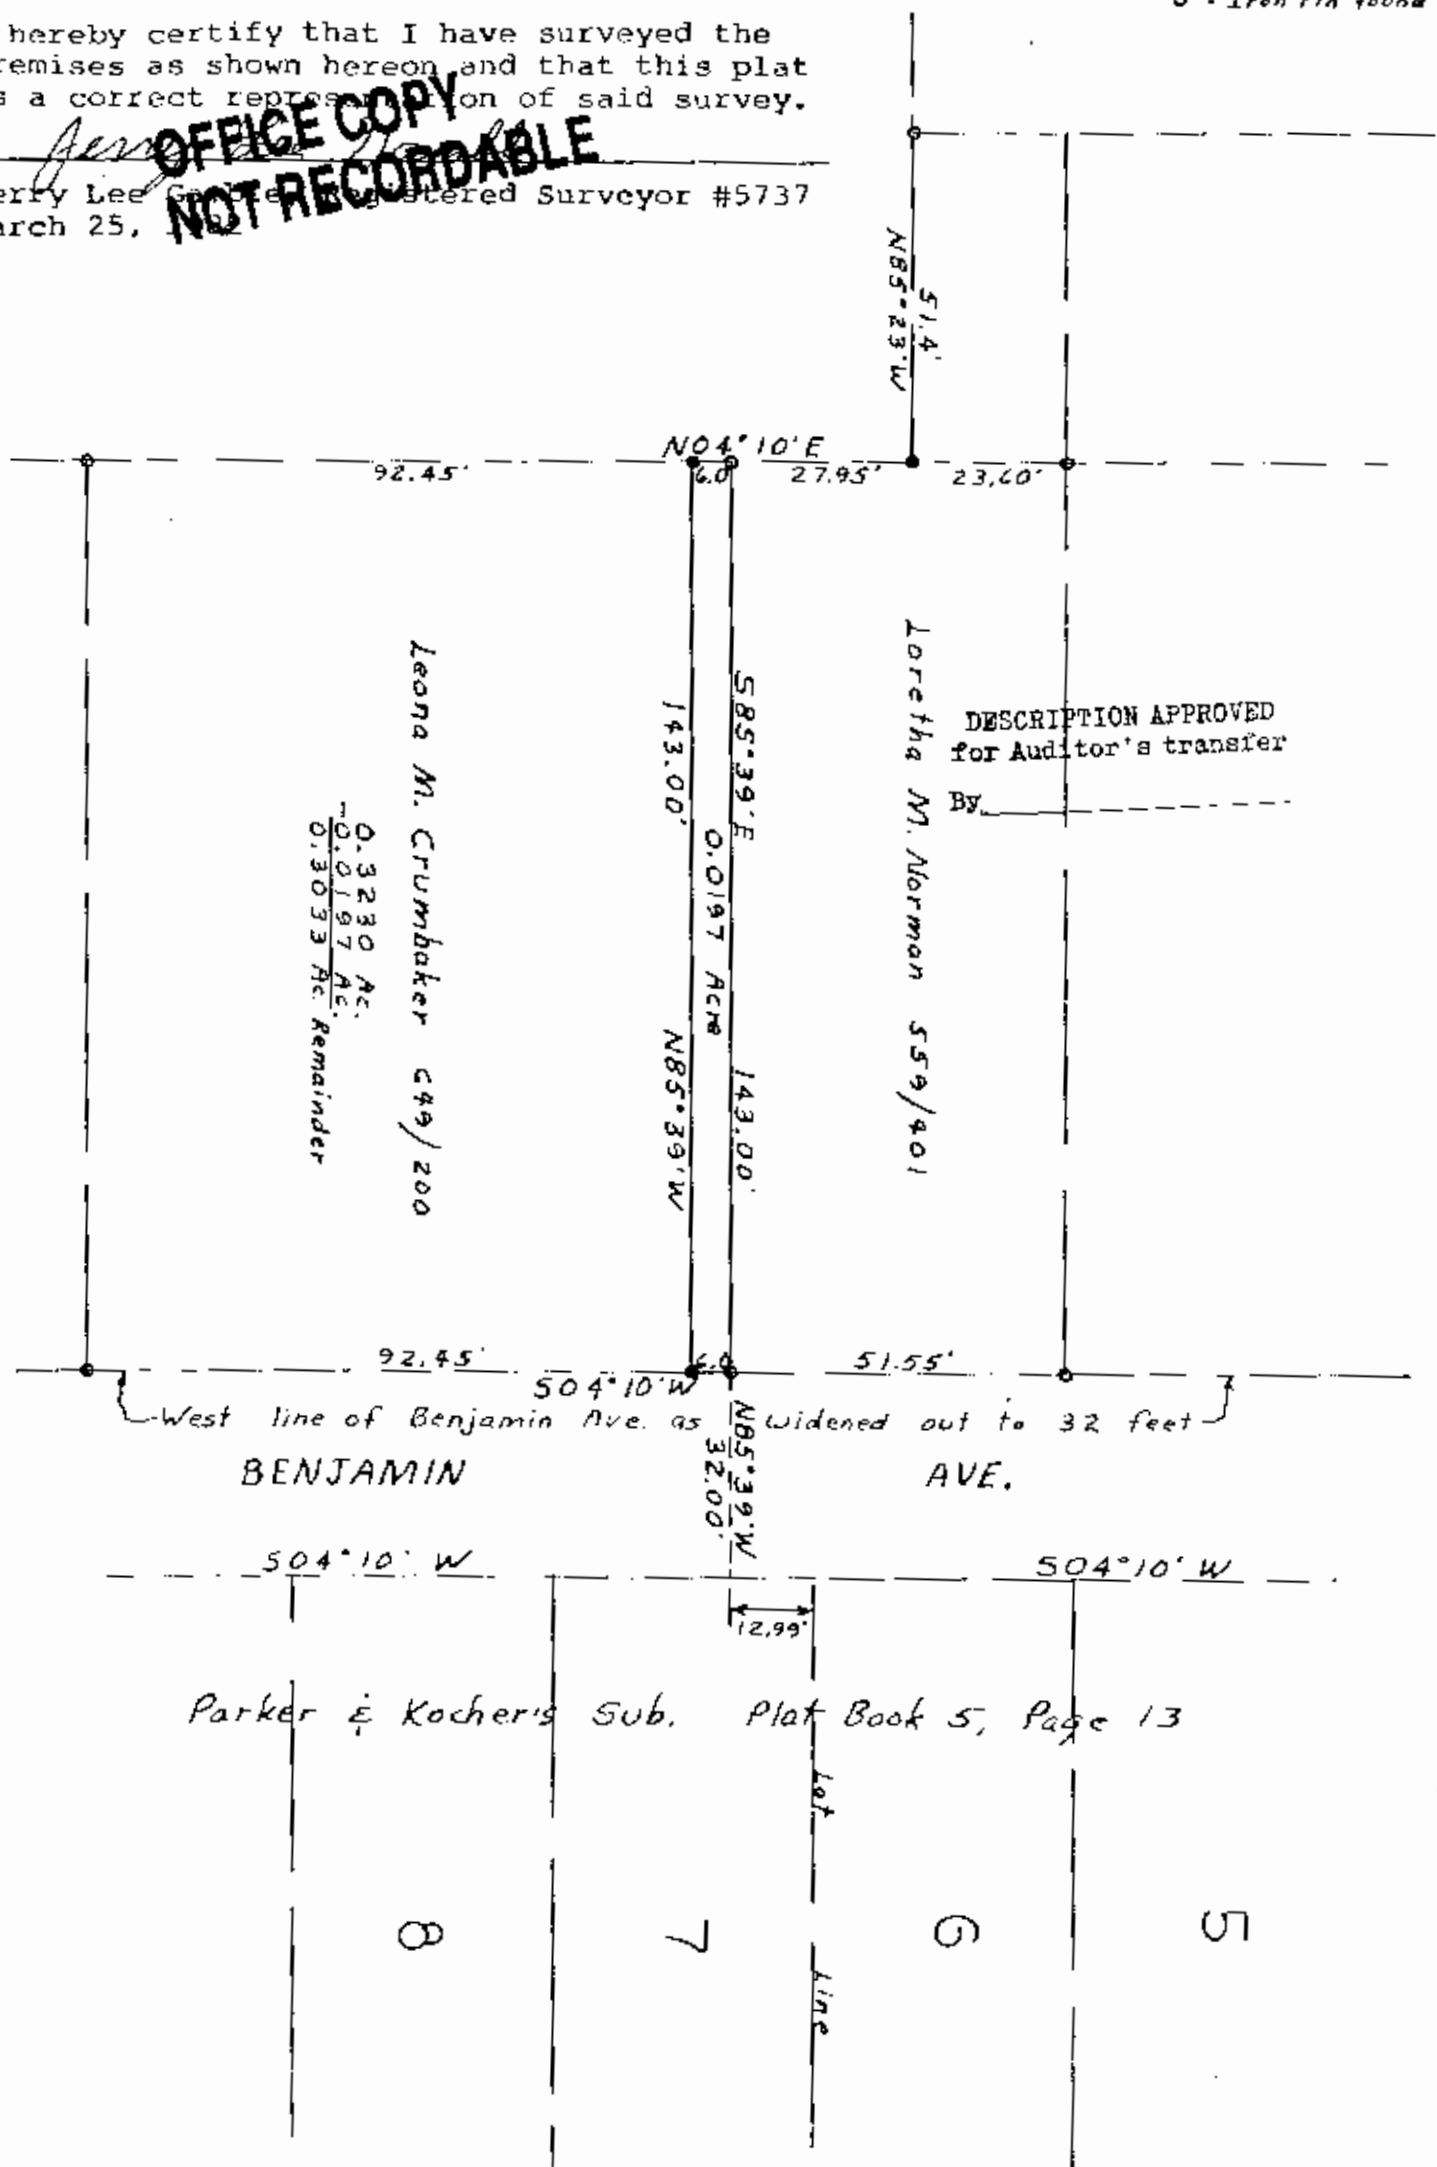 hereby certify that I have surveyed the
remises as shown hereon and that this plat
s a correct representation of said survey.
OFFICE COPY
NOT RECORDABLE
erry Lee Registered Surveyor #5737
arch 25,
51.4'
N85°23'W
N04°10'E
92.45'
6.0
27.95'
23.60'
Leona M. Crumbaker 649/200
0.3230 Ac.
-0.0197 Ac.
0.3033 Ac. Remainder
143.00'
N85°39'W
S85°39'E
143.00'
0.0197 Acre
Loretha M. Norman 559/401
DESCRIPTION APPROVED
for Auditor's transfer
By
92.45'
6.0
51.55'
S04°10'W
West line of Benjamin Ave. as widened out to 32 feet
N85°39'W
32.00'
BENJAMIN AVE.
S04°10'W
S04°10'W
12.99'
Parker & Kocher's Sub. Plat Book 5, Page 13
Lot Line
8
7
6
5